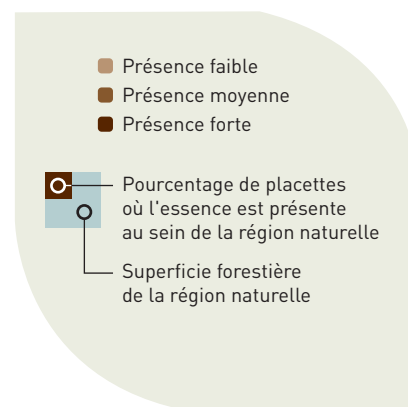 Présence faible
Présence moyenne
Présence forte
Pourcentage de placettes
où l'essence est présente
au sein de la région naturelle
Superficie forestière
de la région naturelle